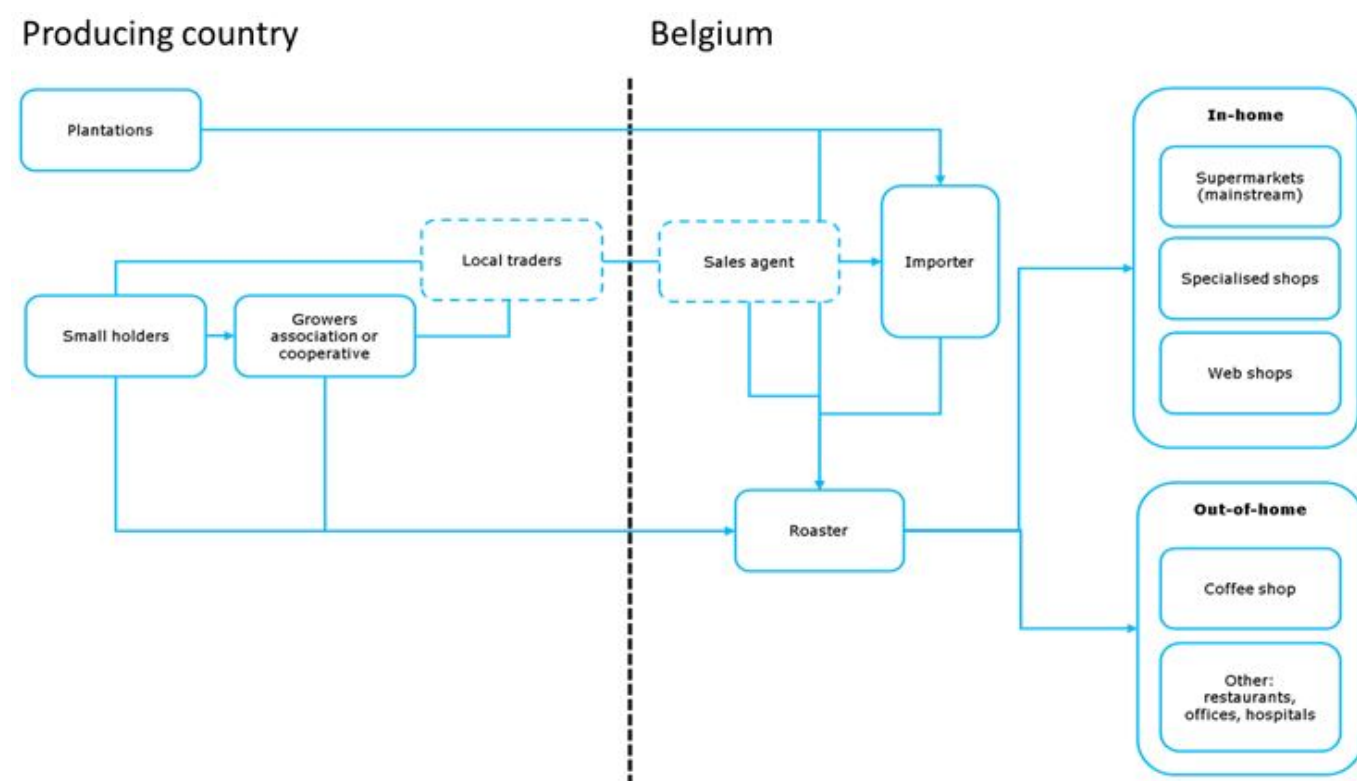 Producing country
Belgium
Plantations
In-home
Supermarkets
(mainstream)
Local traders
Sales agent
Importer
Specialised shops
Small holders
Growers
association or
cooperative
Web shops
Roaster
Out-of-home
Coffee shop
Other:
restaurants,
offices, hospitals